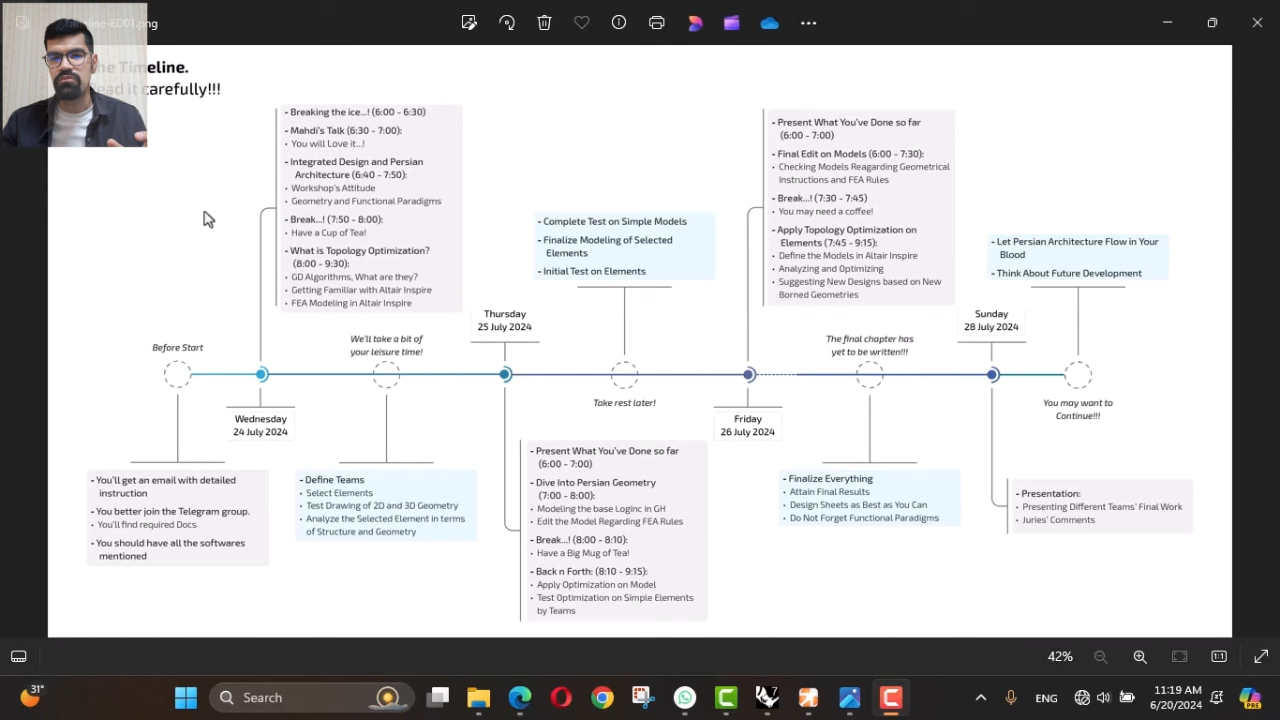 timeline-ED01.png
The Timeline.
Read it carefully!!!
- Breaking the ice...! (6:00 - 6:30)
- Mahdi's Talk (6:30 - 7:00):
• You will Love it...!
- Integrated Design and Persian
Architecture (6:40 - 7:50):
• Workshop's Attitude
• Geometry and Functional Paradigms
- Break...! (7:50 - 8:00):
• Have a Cup of Tea!
- What is Topology Optimization?
(8:00 - 9:30):
• GD Algorithms, What are they?
• Getting Familiar with Altair Inspire
• FEA Modeling in Altair Inspire
- Complete Test on Simple Models
- Finalize Modeling of Selected
Elements
- Initial Test on Elements
- Present What You've Done so far
(6:00 - 7:00)
- Final Edit on Models (6:00 - 7:30):
• Checking Models Reagarding Geometrical
Instructions and FEA Rules
- Break...! (7:30 - 7:45)
• You may need a coffee!
- Apply Topology Optimization on
Elements (7:45 - 9:15):
• Define the Models in Altair Inspire
• Analyzing and Optimizing
• Suggesting New Designs based on New
Borned Geometries
- Let Persian Architecture Flow in Your
Blood
- Think About Future Development
Before Start
We'll take a bit of
your leisure time!
Thursday
25 July 2024
The final chapter has
yet to be written!!!
Sunday
28 July 2024
Wednesday
24 July 2024
Take rest later!
Friday
26 July 2024
You may want to
Continue!!!
- You'll get an email with detailed
instruction
- You better join the Telegram group.
• You'll find required Docs
- You should have all the softwares
mentioned
- Define Teams
• Select Elements
• Test Drawing of 2D and 3D Geometry
• Analyze the Selected Element in terms
of Structure and Geometry
- Present What You've Done so far
(6:00 - 7:00)
- Dive Into Persian Geometry
(7:00 - 8:00):
• Modeling the base Loginc in GH
• Edit the Model Regarding FEA Rules
- Break...! (8:00 - 8:10):
• Have a Big Mug of Tea!
- Back n Forth: (8:10 - 9:15):
• Apply Optimization on Model
• Test Optimization on Simple Elements
by Teams
- Finalize Everything
• Attain Final Results
• Design Sheets as Best as You Can
• Do Not Forget Functional Paradigms
- Presentation:
• Presenting Different Teams' Final Work
• Juries' Comments
42%
1:1
31°
Search
ENG
11:19 AM
6/20/2024
PRE